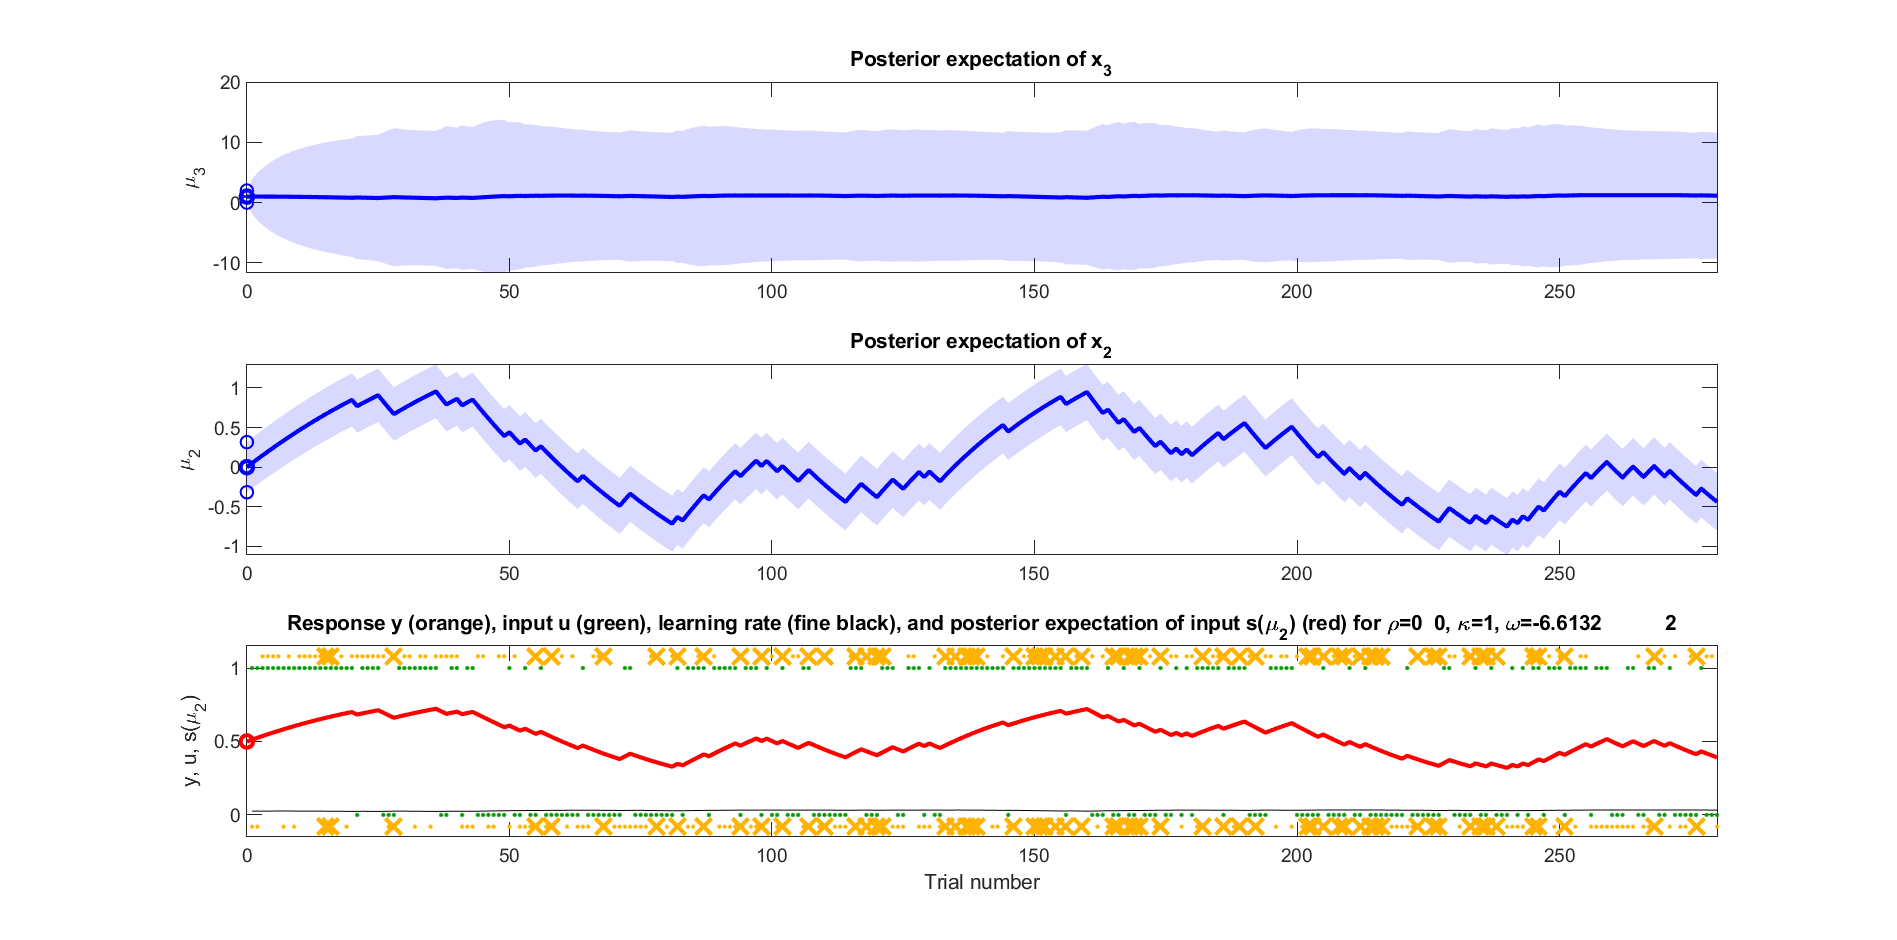 Posterior expectation of x3
20
10
0
-10
μ3
0 50 100 150 200 250
Posterior expectation of x2
1
0.5
0
-0.5
-1
μ2
0 50 100 150 200 250
Response y (orange), input u (green), learning rate (fine black), and posterior expectation of input s(μ2) (red) for ρ=0 0, κ=1, ω=-6.6132 2
1
0.5
0
y, u, s(μ2)
0 50 100 150 200 250
Trial number